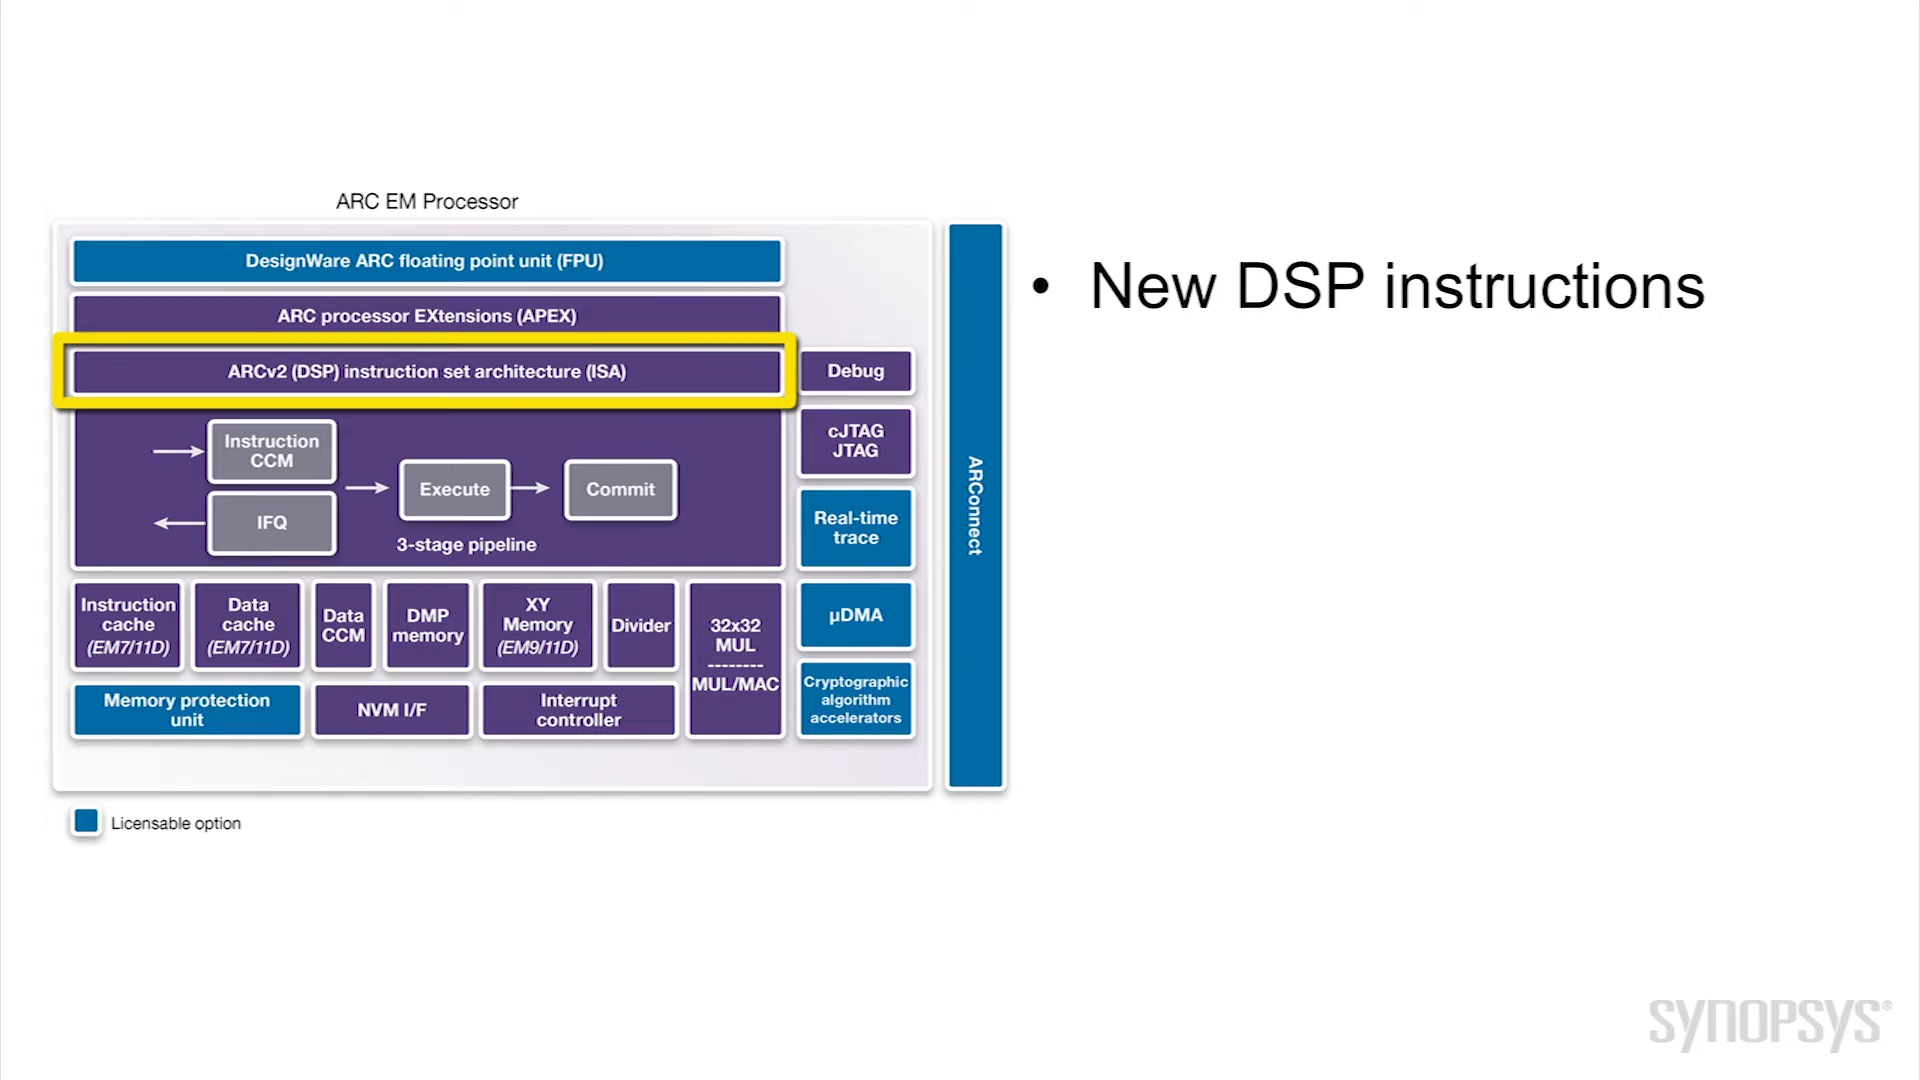 ARC EM Processor
DesignWare ARC floating point unit (FPU)
ARC processor EXtensions (APEX)
ARCv2 (DSP) instruction set architecture (ISA)
Instruction
CCM
IFQ
Execute
Commit
3-stage pipeline
Instruction
cache
(EM7/11D)
Data
cache
(EM7/11D)
Data
CCM
DMP
memory
XY
Memory
(EM9/11D)
Divider
32x32
MUL
--------
MUL/MAC
Memory protection
unit
NVM I/F
Interrupt
controller
Debug
cJTAG
JTAG
Real-time
trace
µDMA
Cryptographic
algorithm
accelerators
ARConnect
Licensable option
• New DSP instructions
SYNOPSYS®